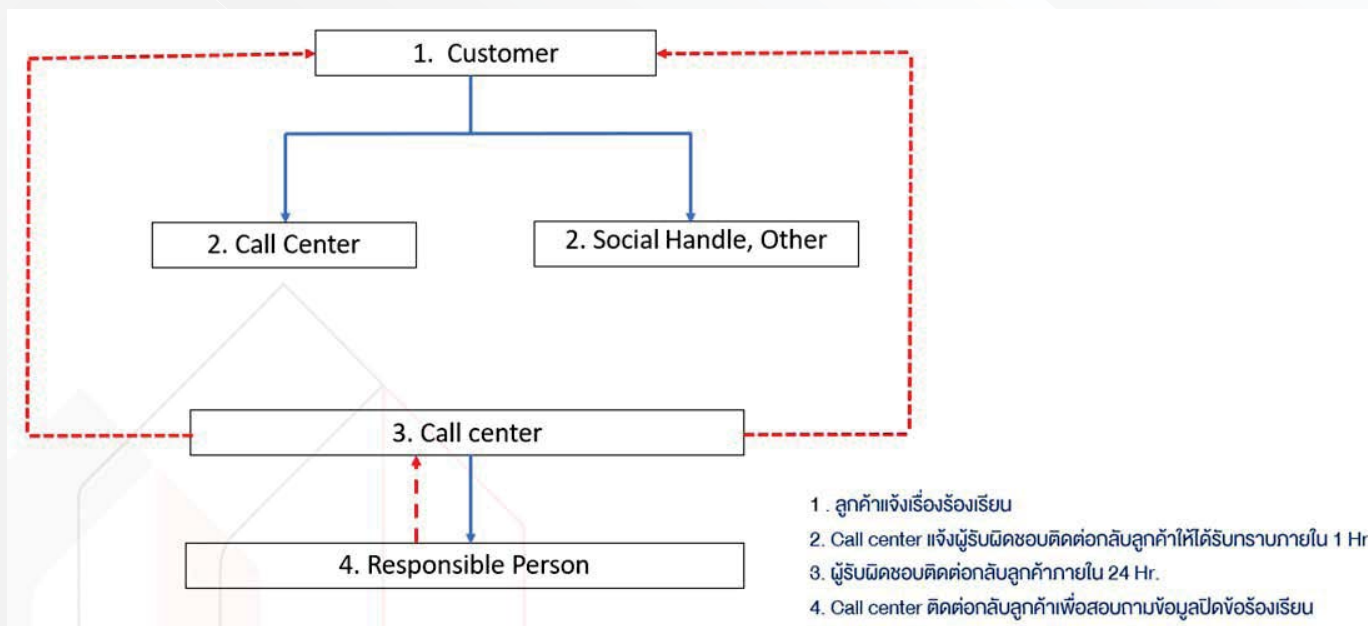 1. Customer
2. Call Center
2. Social Handle, Other
3. Call center
4. Responsible Person
1 . ลูกค้าแจ้งเรื่องร้องเรียน
2. Call center แจ้งผู้รับผิดชอบติดต่อกลับลูกค้าให้ได้รับทราบภายใน 1 Hr
3. ผู้รับผิดชอบติดต่อกลับลูกค้าภายใน 24 Hr.
4. Call center ติดต่อกลับลูกค้าเพื่อสอบถามข้อมูลปิดข้อร้องเรียน